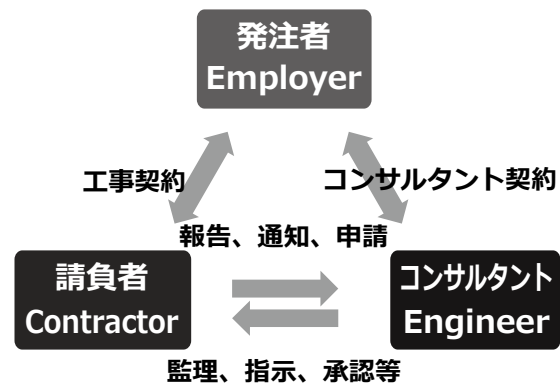 発注者
Employer
工事契約
コンサルタント契約
報告、通知、申請
請負者
Contractor
コンサルタント
Engineer
監理、指示、承認等